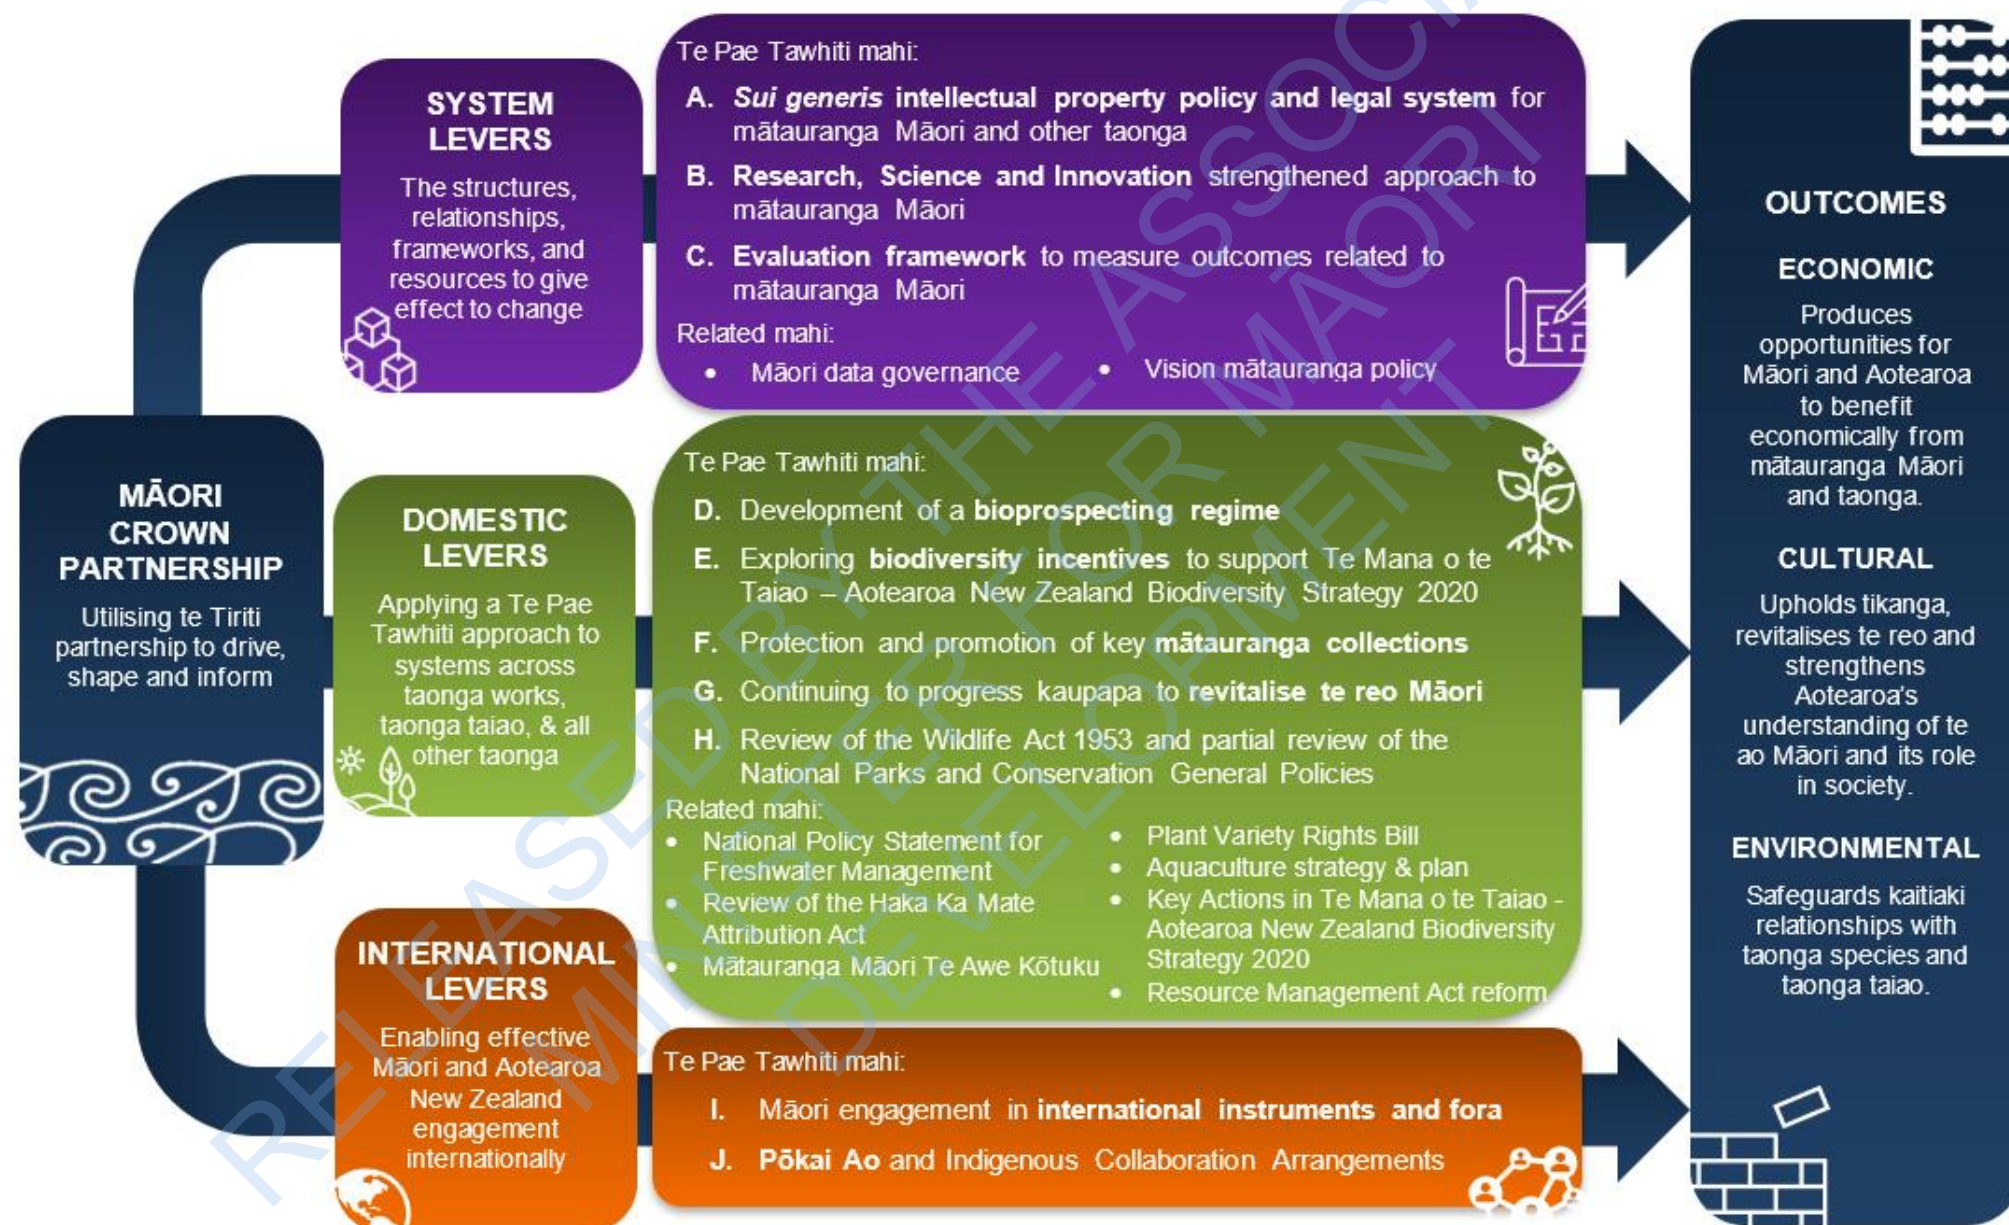 MĀORI
CROWN
PARTNERSHIP
Utilising te Tiriti
partnership to drive,
shape and inform
SYSTEM
LEVERS
The structures,
relationships,
frameworks, and
resources to give
effect to change
Te Pae Tawhiti mahi:
A. Sui generis intellectual property policy and legal system for
mātauranga Māori and other taonga
B. Research, Science and Innovation strengthened approach to
mātauranga Māori
C. Evaluation framework to measure outcomes related to
mātauranga Māori
Related mahi:
• Māori data governance
• Vision mātauranga policy
DOMESTIC
LEVERS
Applying a Te Pae
Tawhiti approach to
systems across
taonga works,
taonga taiao, & all
other taonga
Te Pae Tawhiti mahi:
D. Development of a bioprospecting regime
E. Exploring biodiversity incentives to support Te Mana o te
Taiao – Aotearoa New Zealand Biodiversity Strategy 2020
F. Protection and promotion of key mātauranga collections
G. Continuing to progress kaupapa to revitalise te reo Māori
H. Review of the Wildlife Act 1953 and partial review of the
National Parks and Conservation General Policies
Related mahi:
• National Policy Statement for
Freshwater Management
• Review of the Haka Ka Mate
Attribution Act
• Mātauranga Māori Te Awe Kōtuku
• Plant Variety Rights Bill
• Aquaculture strategy & plan
• Key Actions in Te Mana o te Taiao -
Aotearoa New Zealand Biodiversity
Strategy 2020
• Resource Management Act reform
INTERNATIONAL
LEVERS
Enabling effective
Māori and Aotearoa
New Zealand
engagement
internationally
Te Pae Tawhiti mahi:
I. Māori engagement in international instruments and fora
J. Pōkai Ao and Indigenous Collaboration Arrangements
OUTCOMES
ECONOMIC
Produces
opportunities for
Māori and Aotearoa
to benefit
economically from
mātauranga Māori
and taonga.
CULTURAL
Upholds tikanga,
revitalises te reo and
strengthens
Aotearoa's
understanding of te
ao Māori and its role
in society.
ENVIRONMENTAL
Safeguards kaitiaki
relationships with
taonga species and
taonga taiao.
RELEASED BY THE
MINISTER FOR MĀORI
DEVELOPMENT